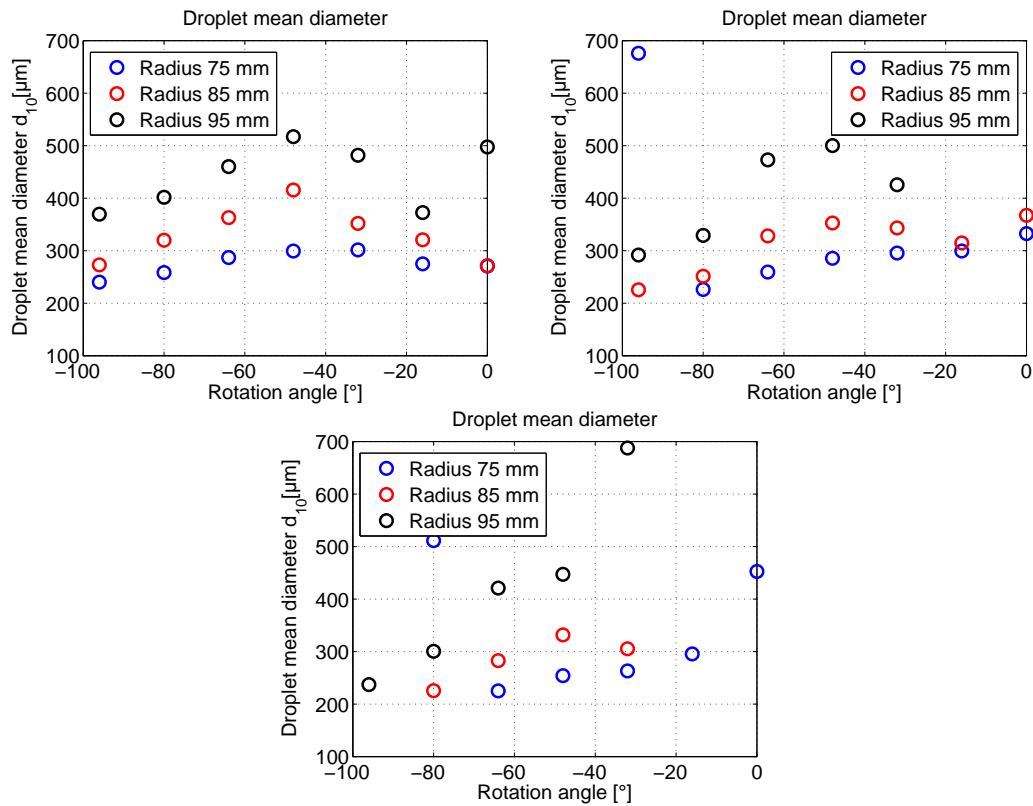 Droplet mean diameter
Droplet mean diameter d10[µm]
700
600
500
400
300
200
100
Radius 75 mm
Radius 85 mm
Radius 95 mm
−100
−80
−60
−40
−20
0
Rotation angle [°]
Droplet mean diameter
Droplet mean diameter d10[µm]
700
600
500
400
300
200
100
Radius 75 mm
Radius 85 mm
Radius 95 mm
−100
−80
−60
−40
−20
0
Rotation angle [°]
Droplet mean diameter
Droplet mean diameter d10[µm]
700
600
500
400
300
200
100
Radius 75 mm
Radius 85 mm
Radius 95 mm
−100
−80
−60
−40
−20
0
Rotation angle [°]